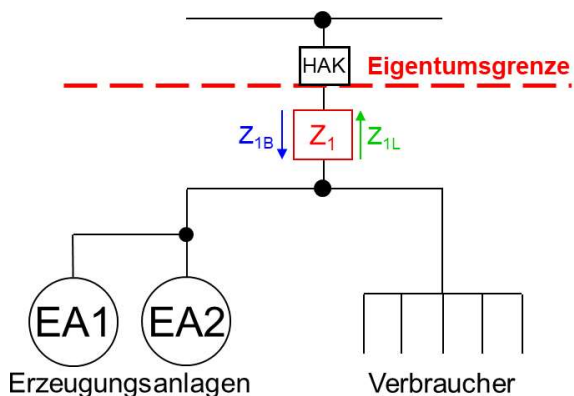 HAK
Eigentumsgrenze
Z1B
Z1
Z1L
EA1
EA2
Erzeugungsanlagen
Verbraucher